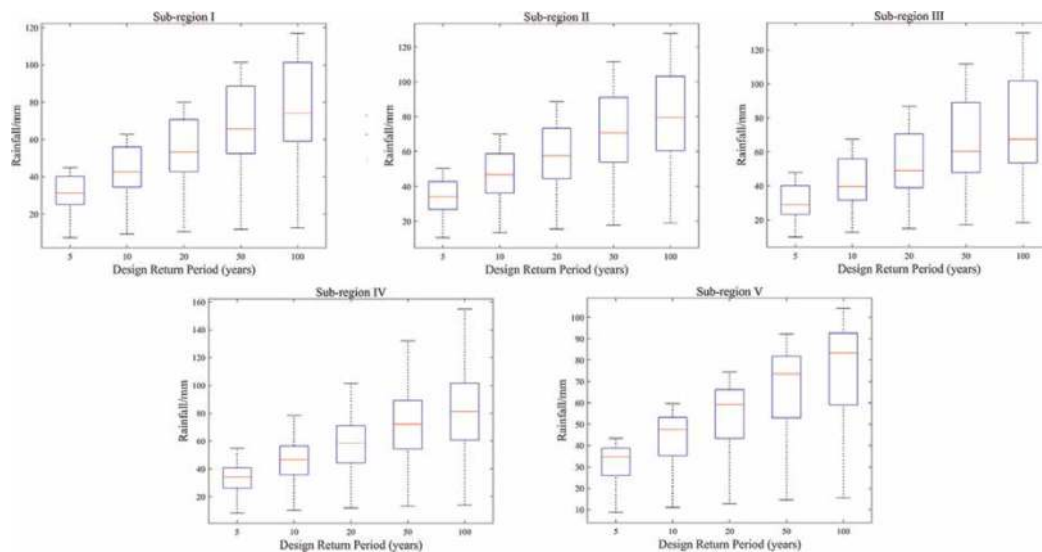 Sub-region I
Sub-region II
Sub-region III
120
100
80
60
40
20
Rainfall/mm
5 10 20 50 100
Design Return Period (years)
120
100
80
60
40
20
Rainfall/mm
5 10 20 50 100
Design Return Period (years)
120
100
80
60
40
20
Rainfall/mm
5 10 20 50 100
Design Return Period (years)
Sub-region IV
Sub-region V
160
140
120
100
80
60
40
20
Rainfall/mm
5 10 20 50 100
Design Return Period (years)
100
90
80
70
60
50
40
30
20
10
Rainfall/mm
5 10 20 50 100
Design Return Period (years)